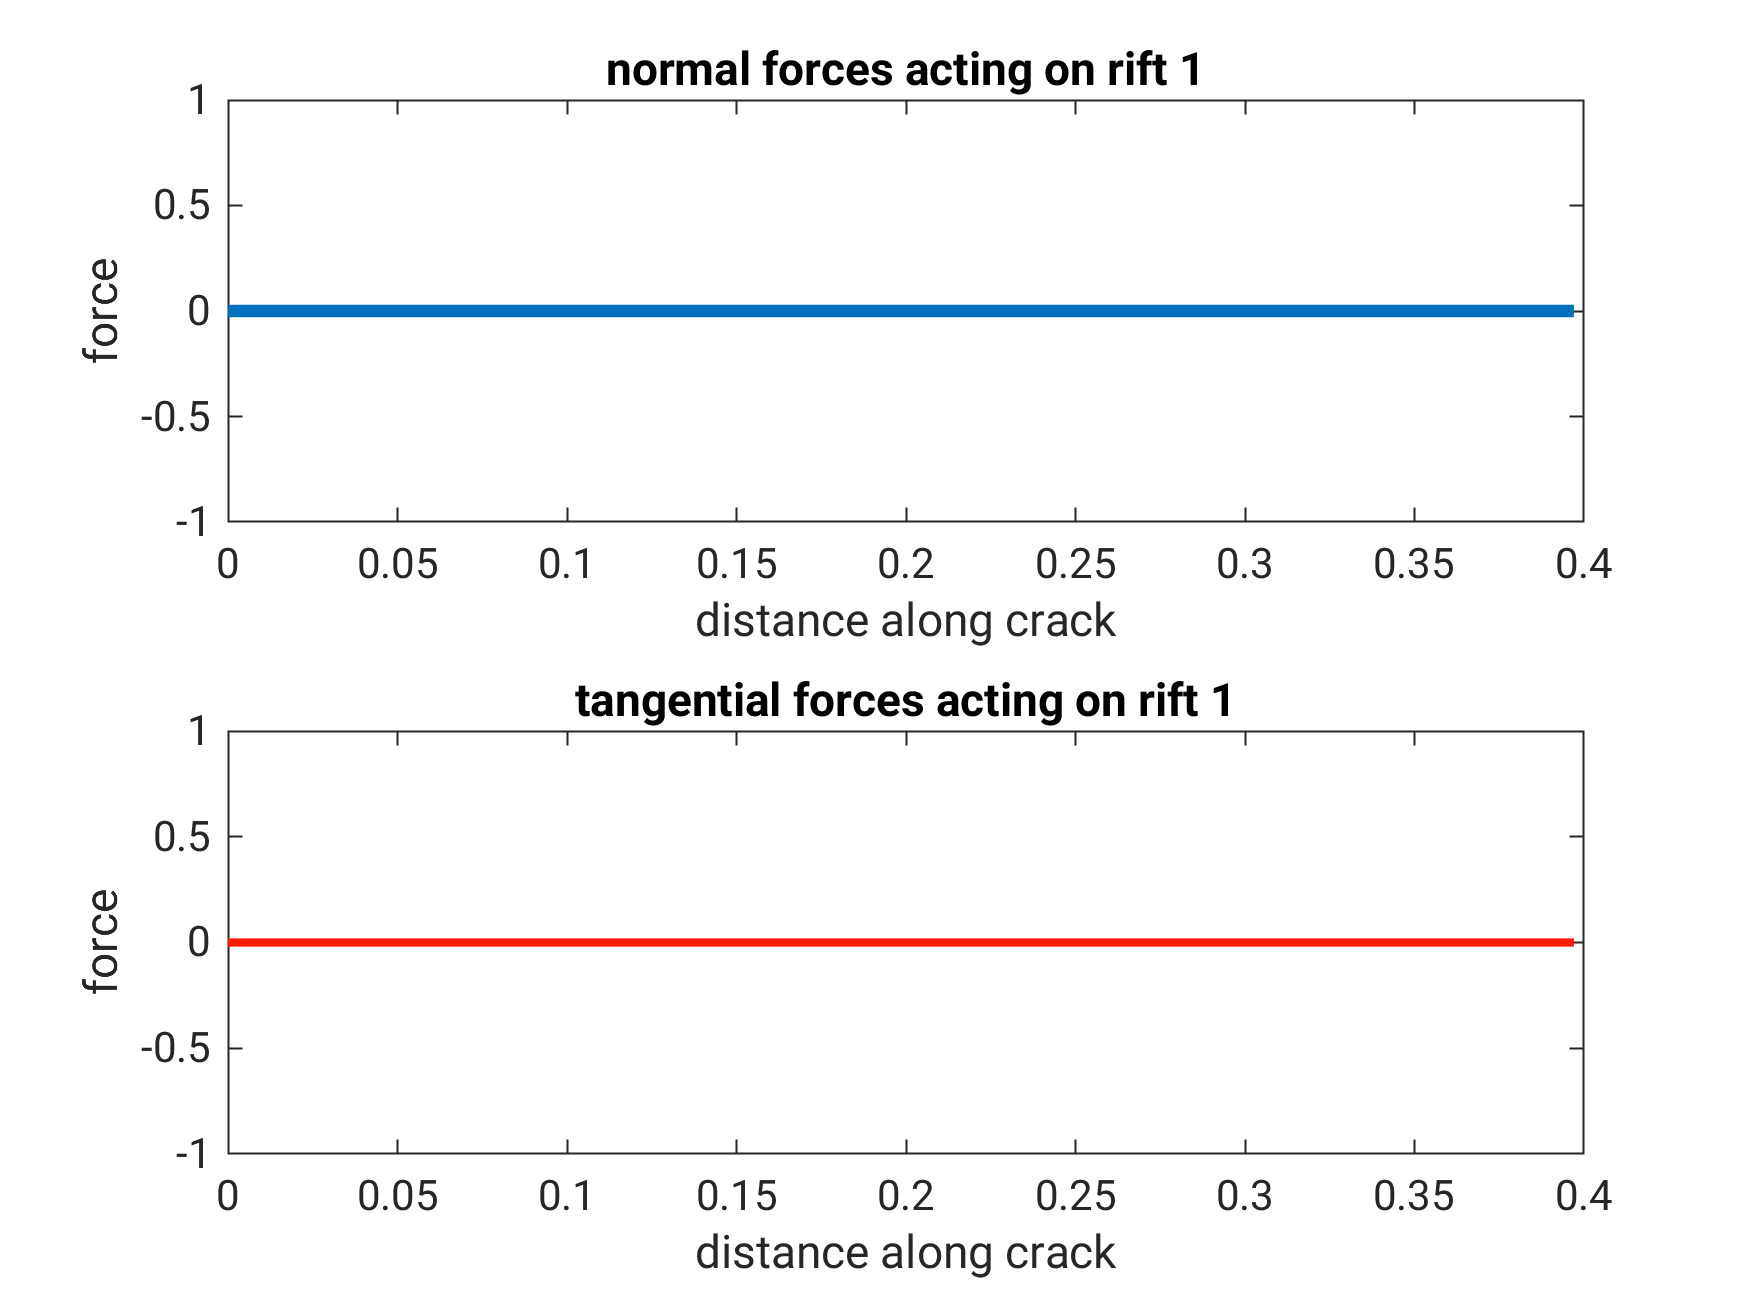 normal forces acting on rift 1
1
0.5
0
-0.5
-1
force
0 0.05 0.1 0.15 0.2 0.25 0.3 0.35 0.4
distance along crack
tangential forces acting on rift 1
1
0.5
0
-0.5
-1
force
0 0.05 0.1 0.15 0.2 0.25 0.3 0.35 0.4
distance along crack